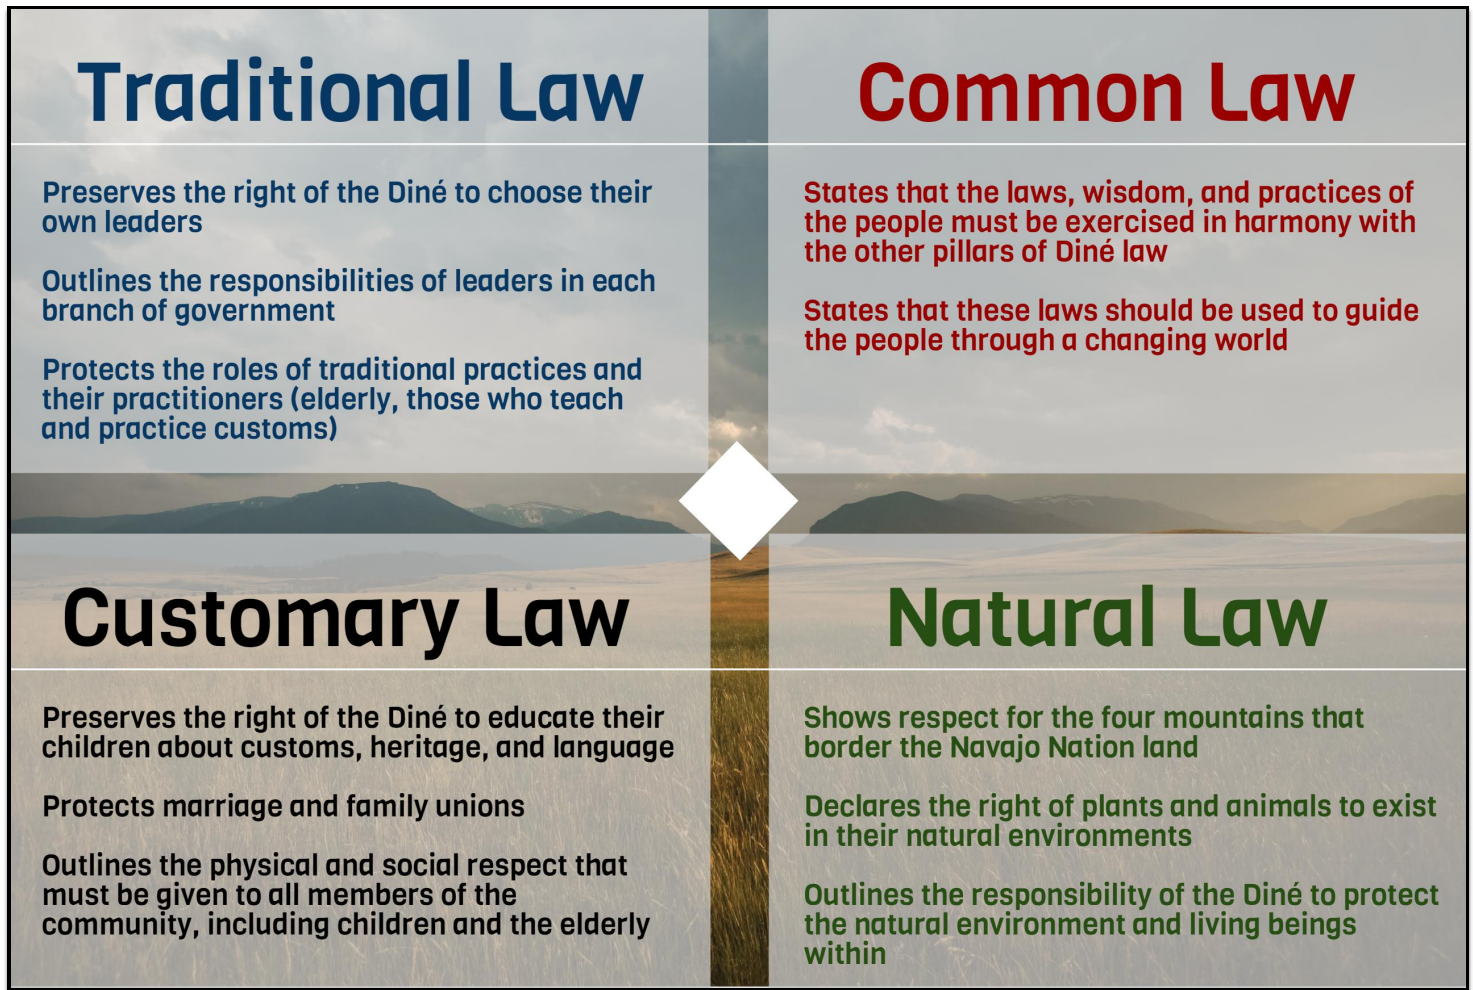 Traditional Law
Preserves the right of the Diné to choose their
own leaders
Outlines the responsibilities of leaders in each
branch of government
Protects the roles of traditional practices and
their practitioners (elderly, those who teach
and practice customs)
Common Law
States that the laws, wisdom, and practices of
the people must be exercised in harmony with
the other pillars of Diné law
States that these laws should be used to guide
the people through a changing world
Customary Law
Preserves the right of the Diné to educate their
children about customs, heritage, and language
Protects marriage and family unions
Outlines the physical and social respect that
must be given to all members of the
community, including children and the elderly
Natural Law
Shows respect for the four mountains that
border the Navajo Nation land
Declares the right of plants and animals to exist
in their natural environments
Outlines the responsibility of the Diné to protect
the natural environment and living beings
within